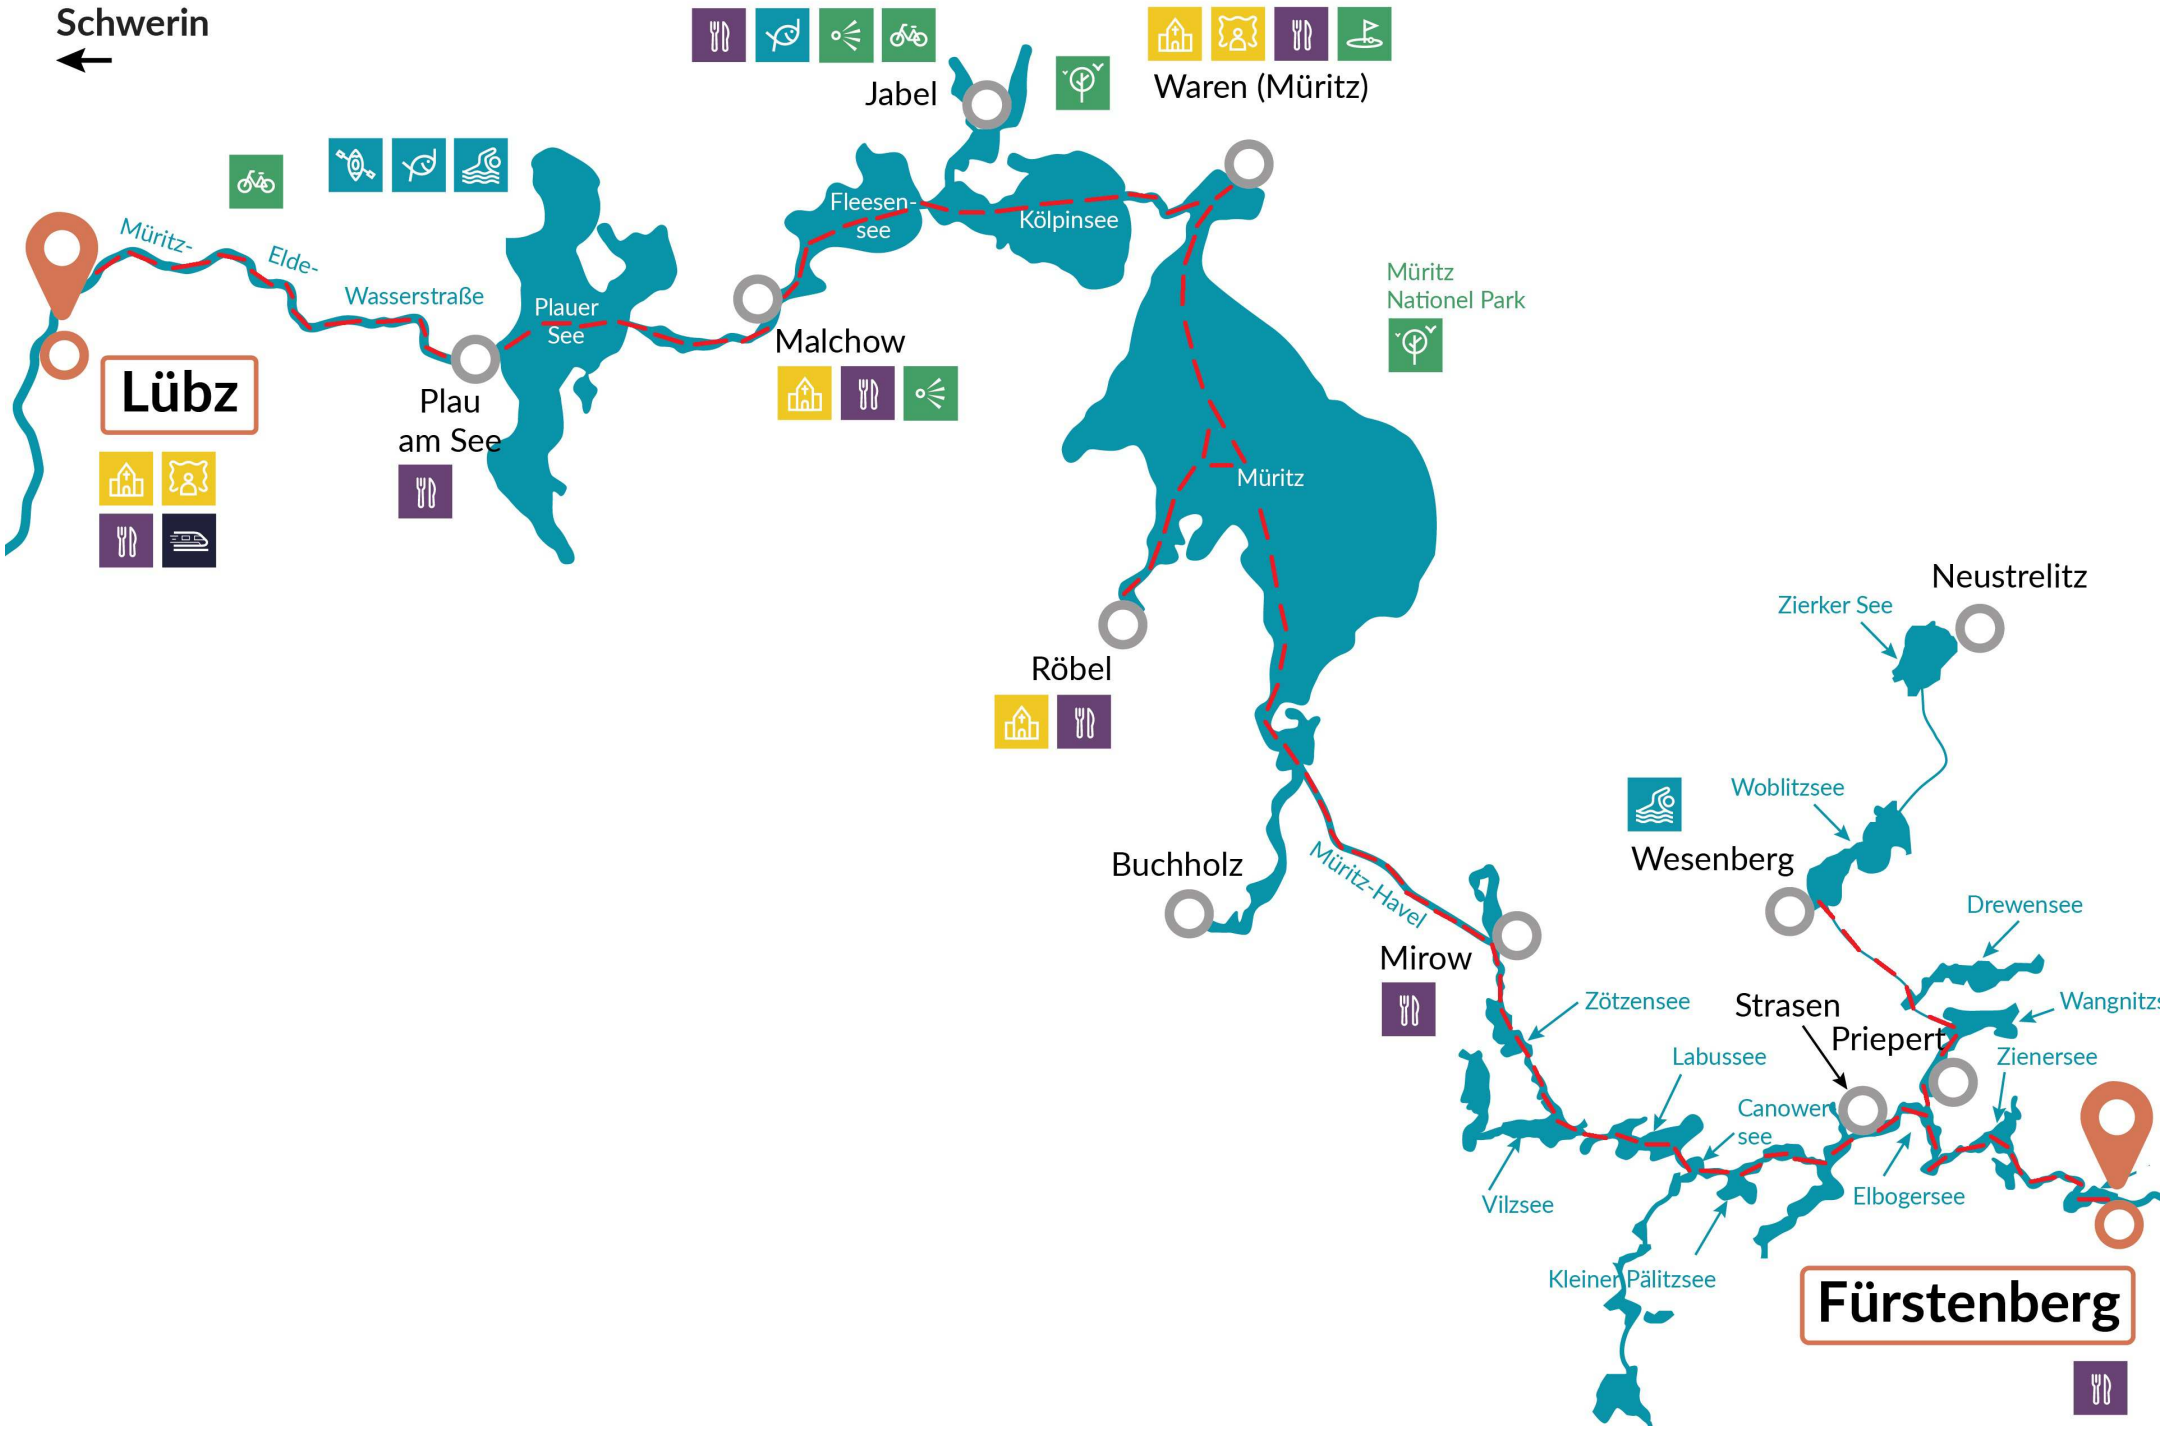 Schwerin
Jabel
Waren (Müritz)
Müritz-
Elde-
Wasserstraße
Fleesen-
see
Kölpinsee
Plauer
See
Malchow
Müritz
Nationel Park
Lübz
Plau
am See
Müritz
Röbel
Neustrelitz
Zierker See
Woblitzsee
Wesenberg
Buchholz
Müritz-Havel
Drewensee
Mirow
Zötzensee
Strasen
Wangnitzs
Priepert
Labussee
Zienersee
Canower
see
Vilzsee
Elbogersee
Kleiner Pälitzsee
Fürstenberg